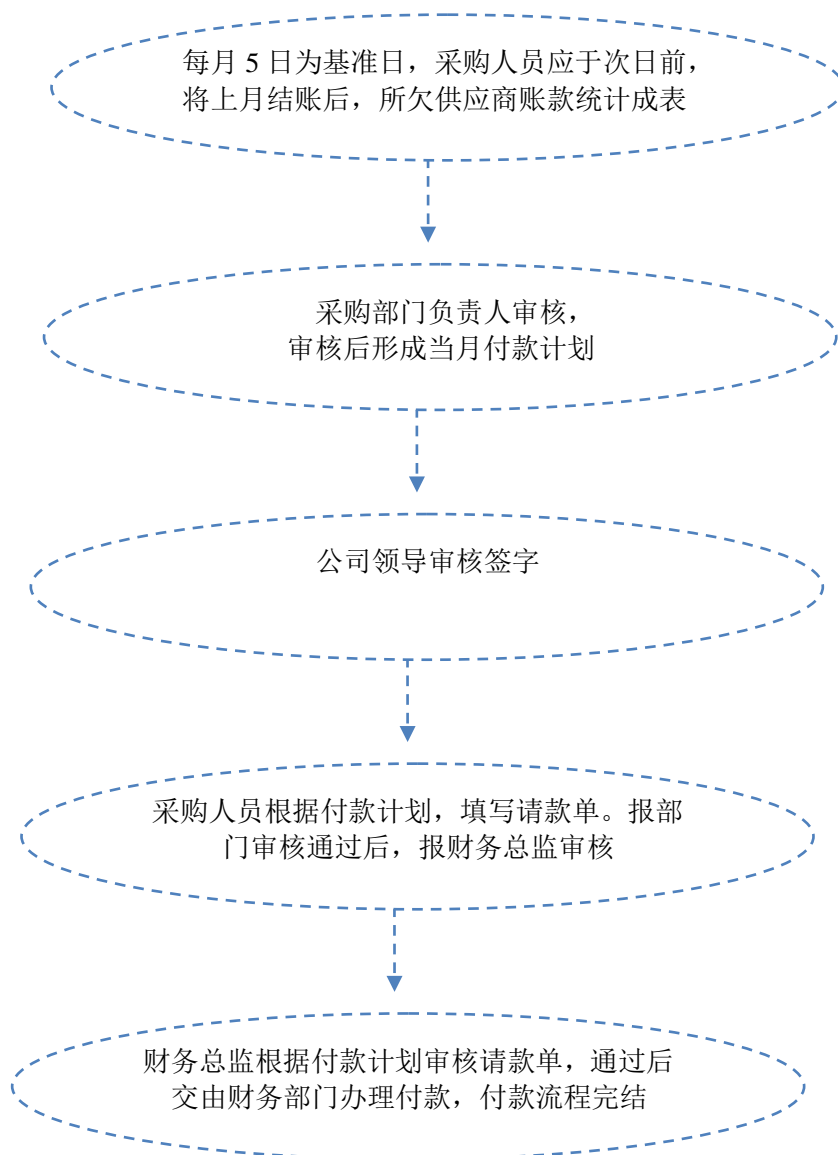 每月 5 日为基准日，采购人员应于次日前，
将上月结账后，所欠供应商账款统计成表
采购部门负责人审核，
审核后形成当月付款计划
公司领导审核签字
采购人员根据付款计划，填写请款单。报部
门审核通过后，报财务总监审核
财务总监根据付款计划审核请款单，通过后
交由财务部门办理付款，付款流程完结